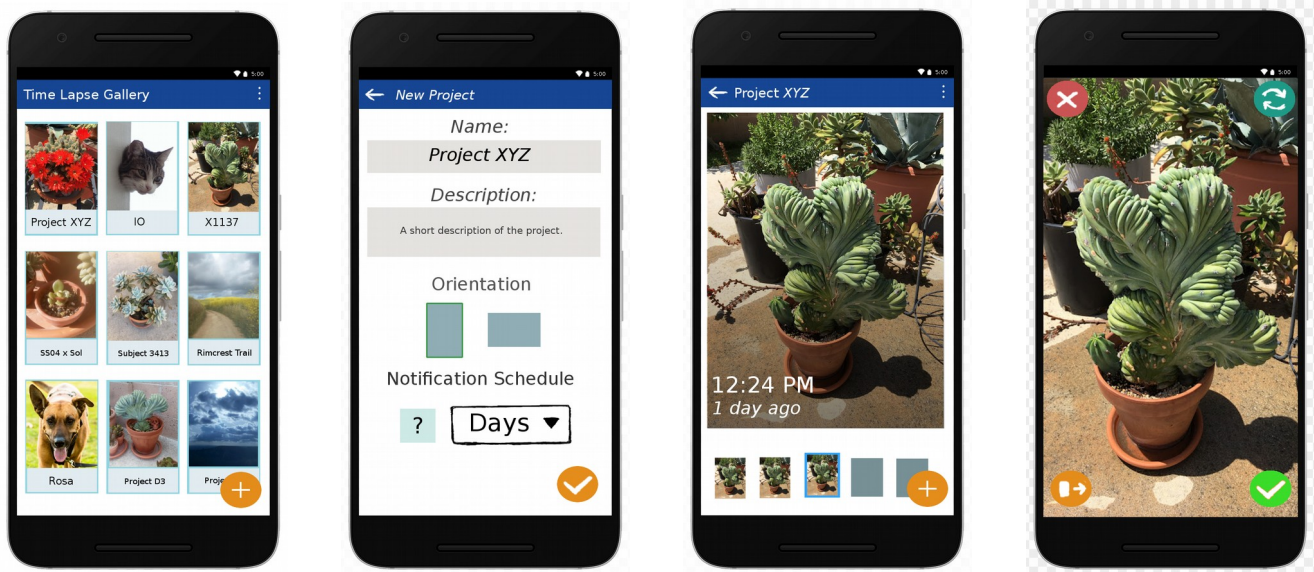 5:00
Time Lapse Gallery
Project XYZ
IO
X1137
SS04 x Sol
Subject 3413
Rimcrest Trail
Rosa
Project D3
Proje
5:00
New Project
Name:
Project XYZ
Description:
A short description of the project.
Orientation
Notification Schedule
?
Days
5:00
Project XYZ
12:24 PM
1 day ago
5:00